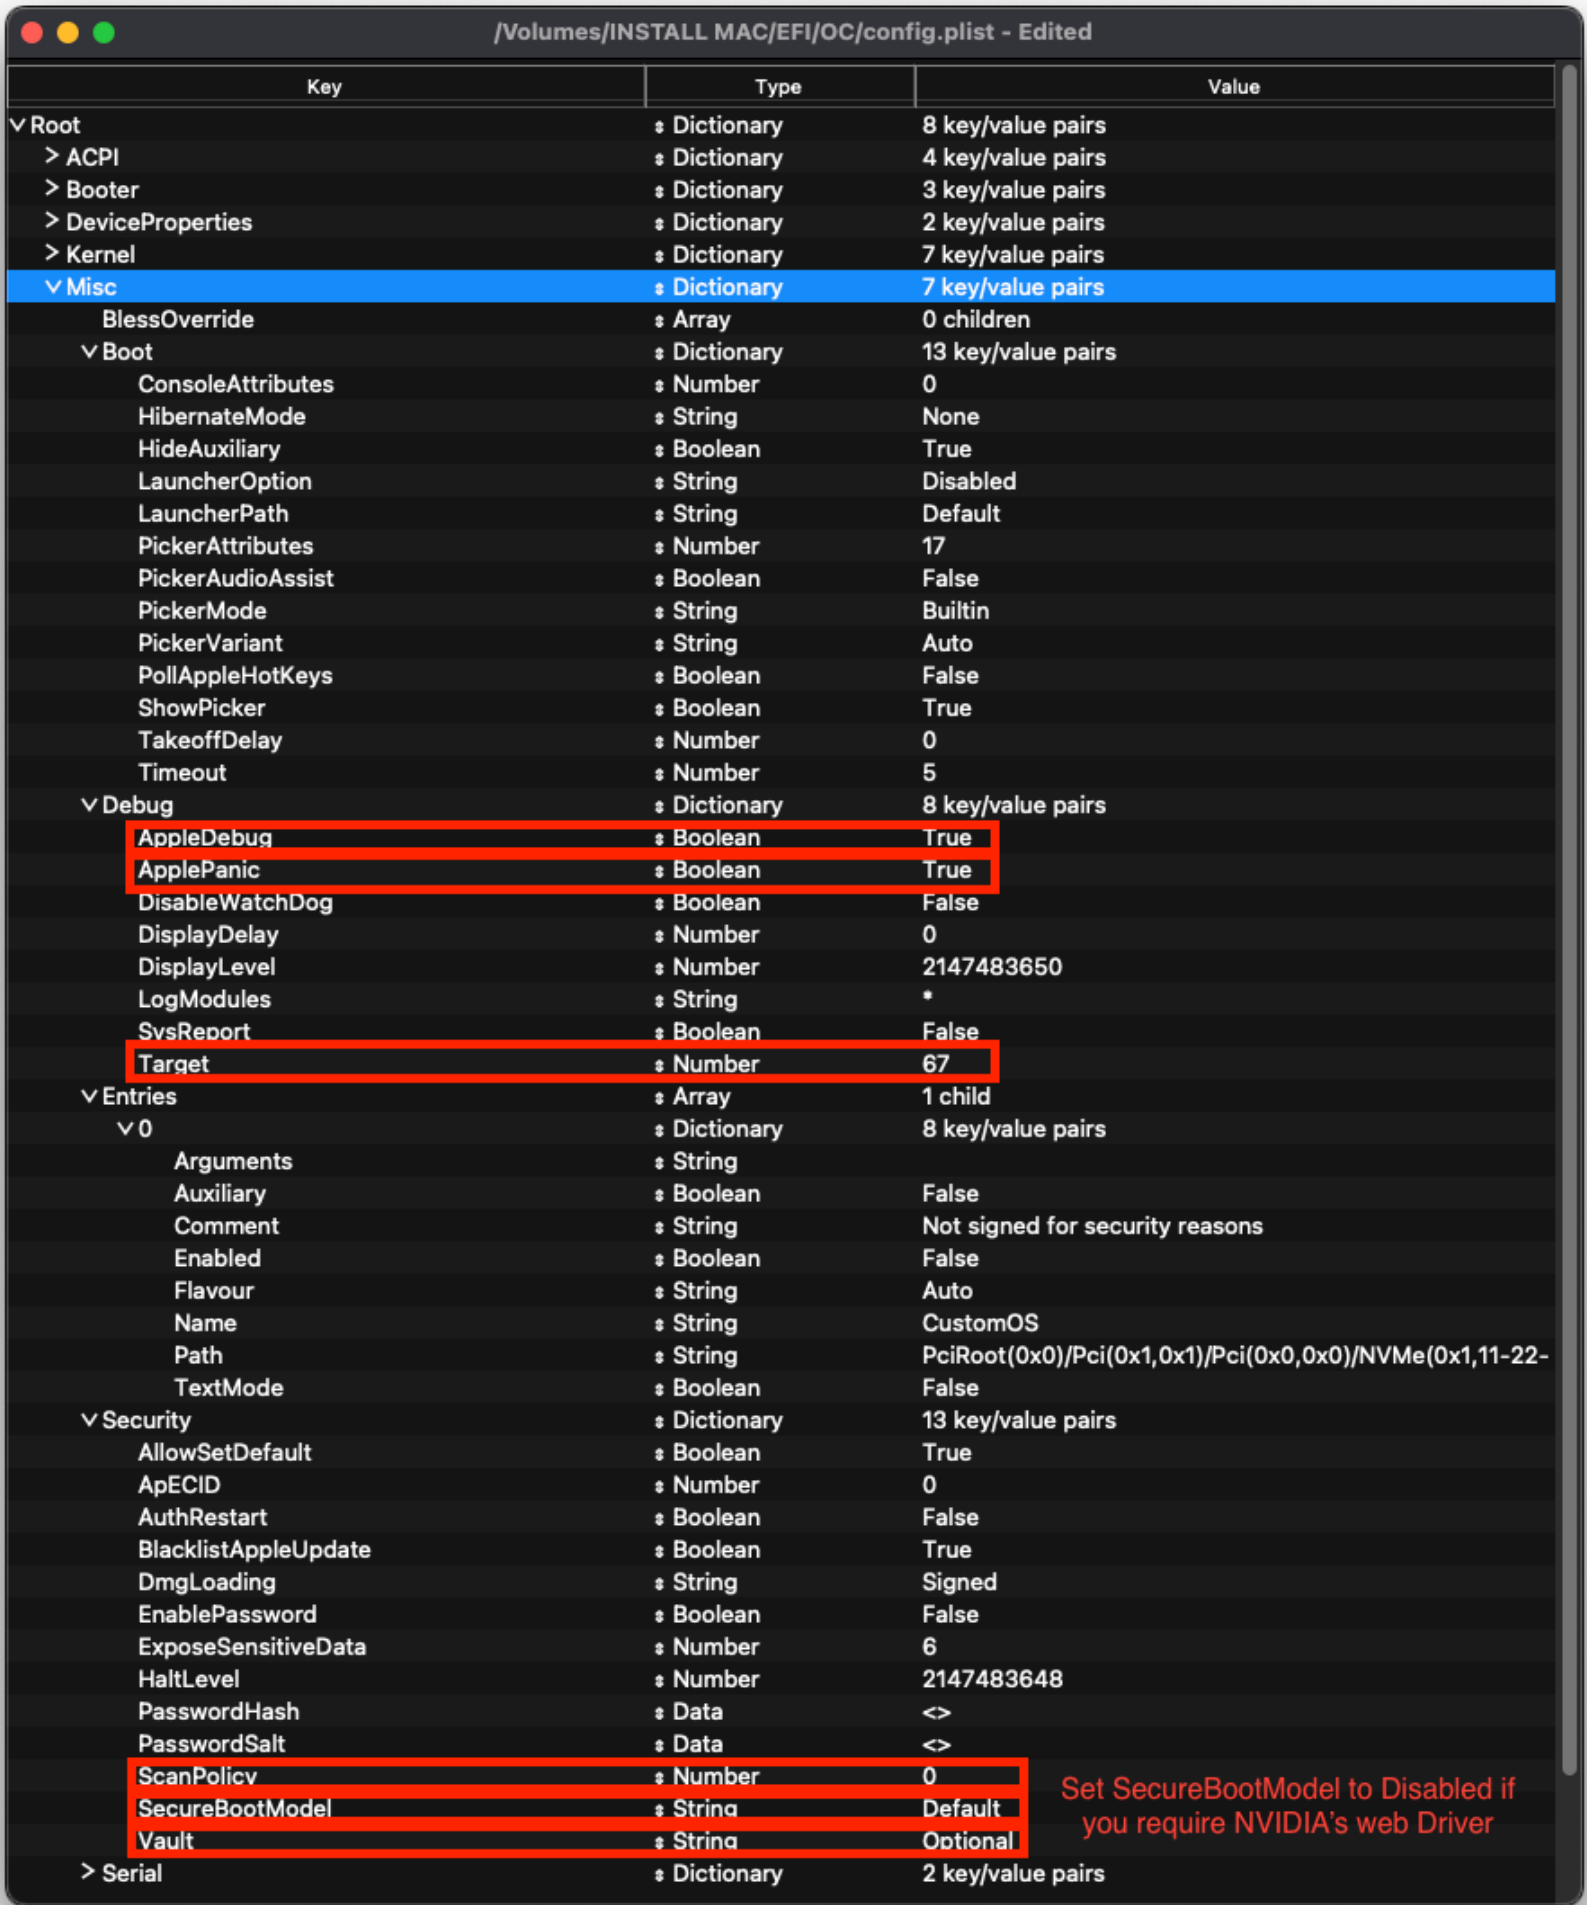 /Volumes/INSTALL MAC/EFI/OC/config.plist - Edited
Key Type Value
Root Dictionary 8 key/value pairs
ACPI Dictionary 4 key/value pairs
Booter Dictionary 3 key/value pairs
DeviceProperties Dictionary 2 key/value pairs
Kernel Dictionary 7 key/value pairs
Misc Dictionary 7 key/value pairs
BlessOverride Array 0 children
Boot Dictionary 13 key/value pairs
ConsoleAttributes Number 0
HibernateMode String None
HideAuxiliary Boolean True
LauncherOption String Disabled
LauncherPath String Default
PickerAttributes Number 17
PickerAudioAssist Boolean False
PickerMode String Builtin
PickerVariant String Auto
PollAppleHotKeys Boolean False
ShowPicker Boolean True
TakeoffDelay Number 0
Timeout Number 5
Debug Dictionary 8 key/value pairs
AppleDebug Boolean True
ApplePanic Boolean True
DisableWatchDog Boolean False
DisplayDelay Number 0
DisplayLevel Number 2147483650
LogModules String *
SysReport Boolean False
Target Number 67
Entries Array 1 child
0 Dictionary 8 key/value pairs
Arguments String
Auxiliary Boolean False
Comment String Not signed for security reasons
Enabled Boolean False
Flavour String Auto
Name String CustomOS
Path String PciRoot(0x0)/Pci(0x1,0x1)/Pci(0x0,0x0)/NVMe(0x1,11-22-
TextMode Boolean False
Security Dictionary 13 key/value pairs
AllowSetDefault Boolean True
ApECID Number 0
AuthRestart Boolean False
BlacklistAppleUpdate Boolean True
DmgLoading String Signed
EnablePassword Boolean False
ExposeSensitiveData Number 6
HaltLevel Number 2147483648
PasswordHash Data <>
PasswordSalt Data <>
ScanPolicy Number 0
SecureBootModel String Default
Vault String Optional
Set SecureBootModel to Disabled if
you require NVIDIA's web Driver
Serial Dictionary 2 key/value pairs